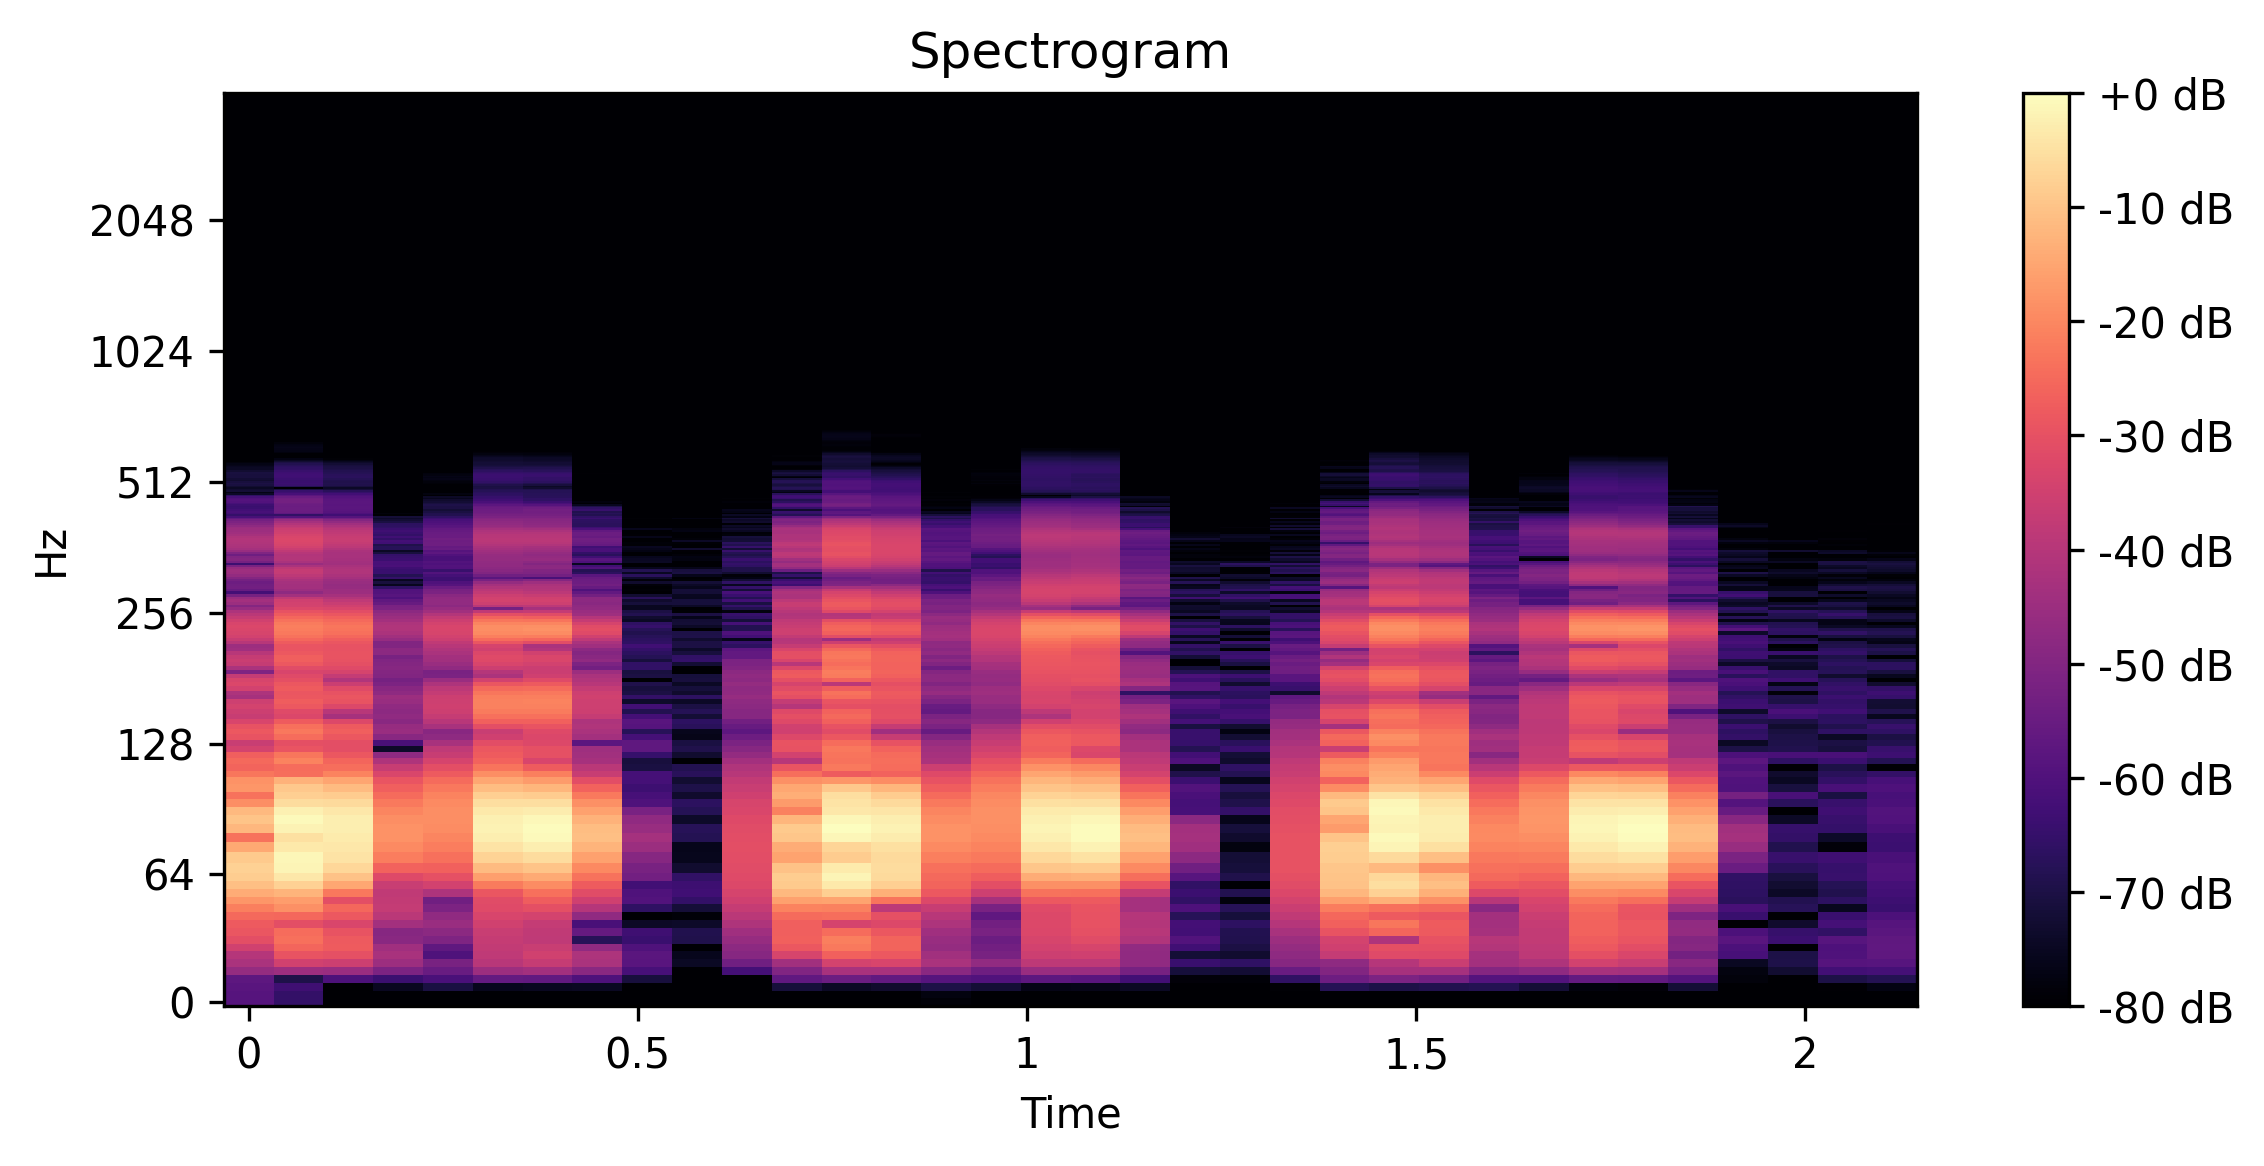 Spectrogram
Hz
2048
1024
512
256
128
64
0
0 0.5 1 1.5 2
Time
+0 dB
-10 dB
-20 dB
-30 dB
-40 dB
-50 dB
-60 dB
-70 dB
-80 dB